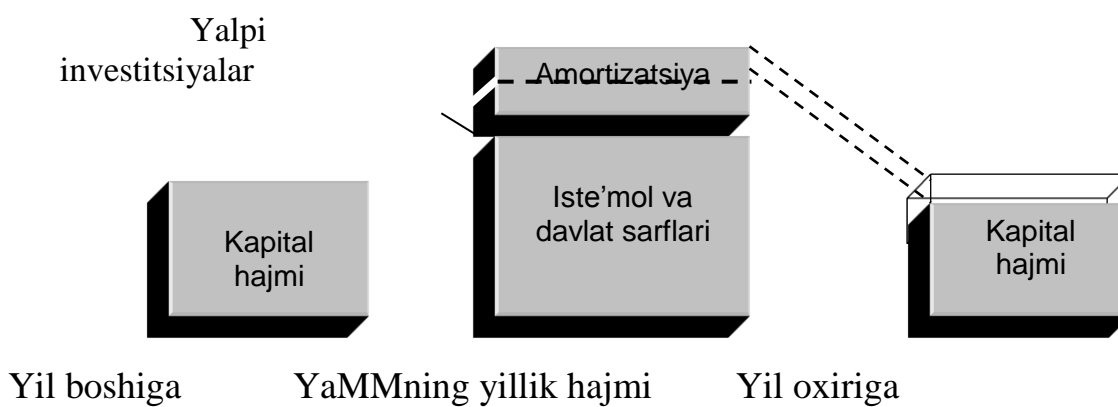 Yalpi
investitsiyalar
Amortizatsiya
Iste’mol va
davlat sarflari
Kapital
hajmi
Kapital
hajmi
Yil boshiga
YaMMning yillik hajmi
Yil oxiriga